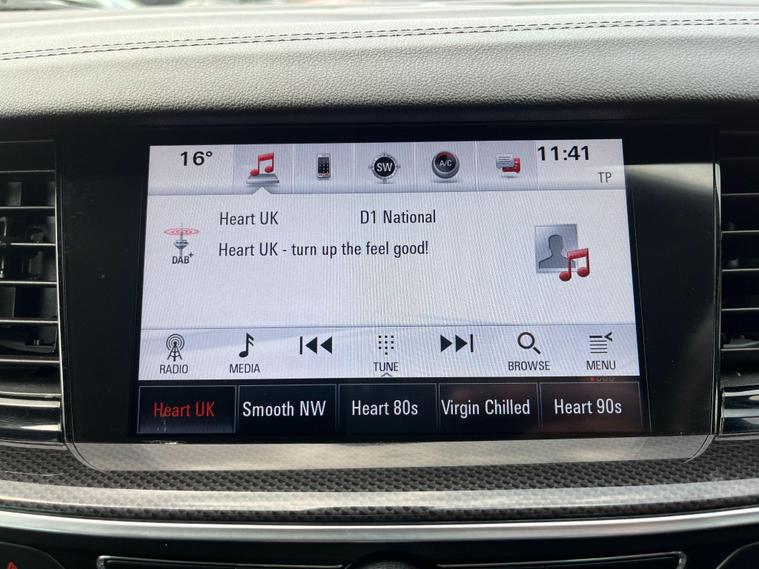 16° SW A/C 11:41
TP
Heart UK D1 National
DAB+ Heart UK - turn up the feel good!
RADIO MEDIA TUNE BROWSE MENU
Heart UK Smooth NW Heart 80s Virgin Chilled Heart 90s